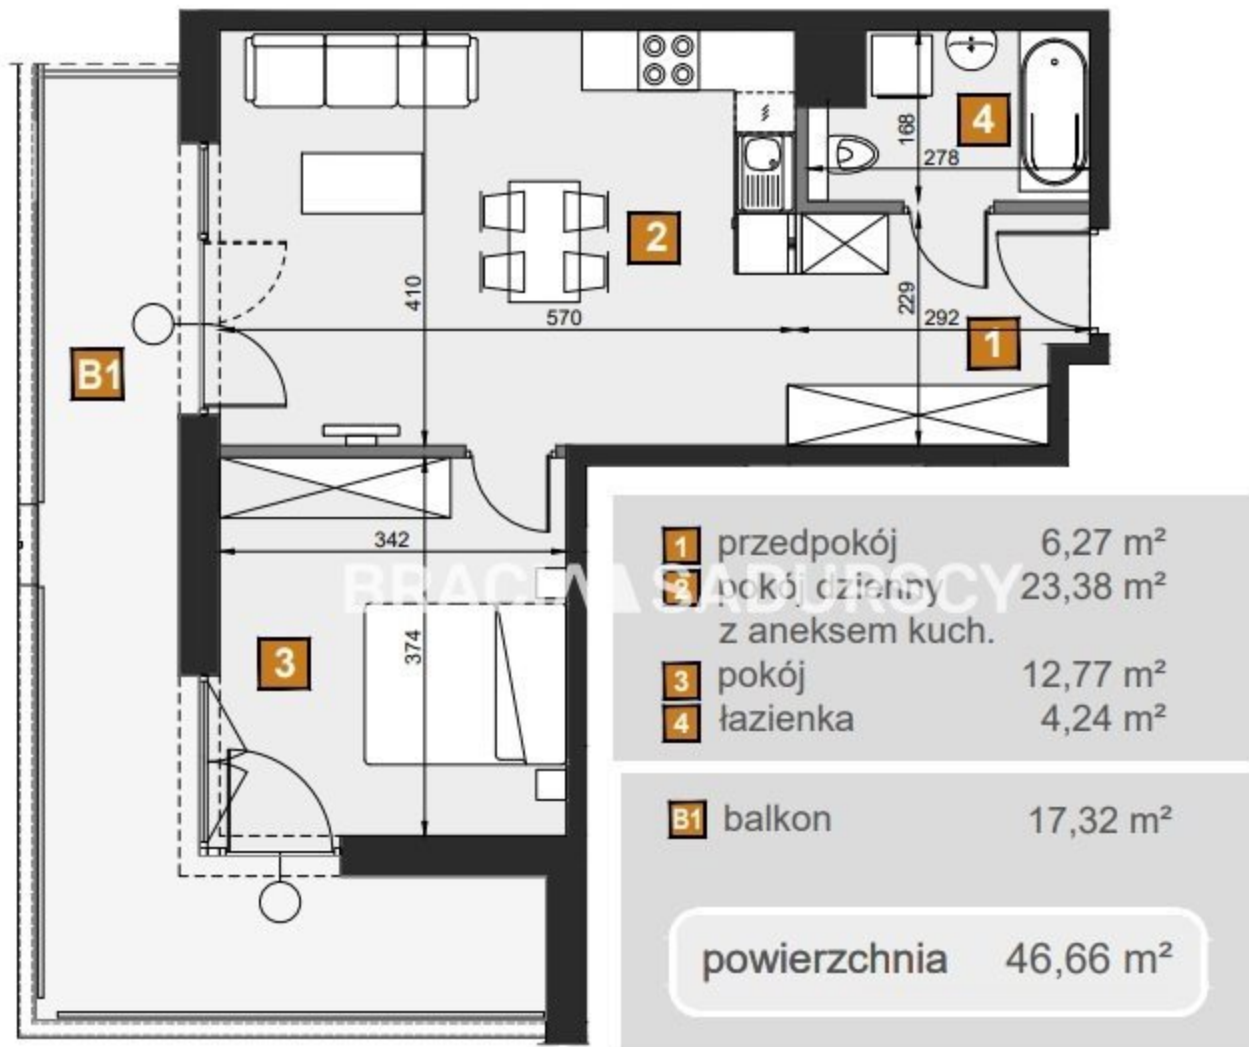 4
168
278
2
410
570
229
292
1
B1
342
374
3
BRACIA SADURSCY
1 przedpokój 6,27 m²
2 pokój dzienny 23,38 m²
z aneksem kuch.
3 pokój 12,77 m²
4 łazienka 4,24 m²
B1 balkon 17,32 m²
powierzchnia 46,66 m²